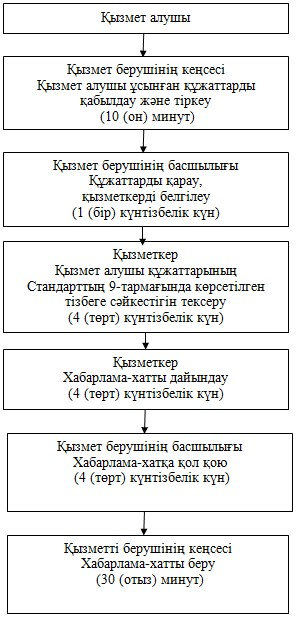 Қызмет алушы
Қызмет берушінің кеңсесі
Қызмет алушы ұсынған құжаттарды
қабылдау және тіркеу
(10 (он) минут)
Қызмет берушінің басшылығы
Құжаттарды қарау,
қызметкерді белгілеу
(1 (бір) күнтізбелік күн)
Қызметкер
Қызмет алушы құжаттарының
Стандарттың 9-тармағында көрсетілген
тізбеге сәйкестігін тексеру
(4 (төрт) күнтізбелік күн)
Қызметкер
Хабарлама-хатты дайындау
(4 (төрт) күнтізбелік күн)
Қызмет берушінің басшылығы
Хабарлама-хатқа қол қою
(4 (төрт) күнтізбелік күн)
Қызметті берушінің кеңсесі
Хабарлама-хатты беру
(30 (отыз) минут)